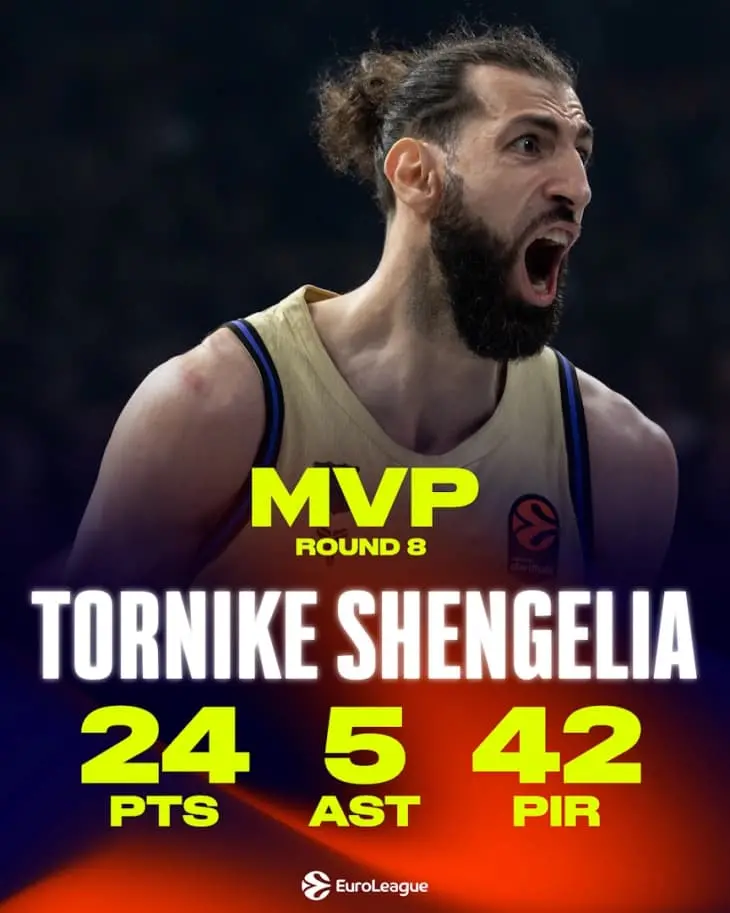 MVP
ROUND 8
TORNIKE SHENGELIA
24 5 42
PTS AST PIR
EuroLeague